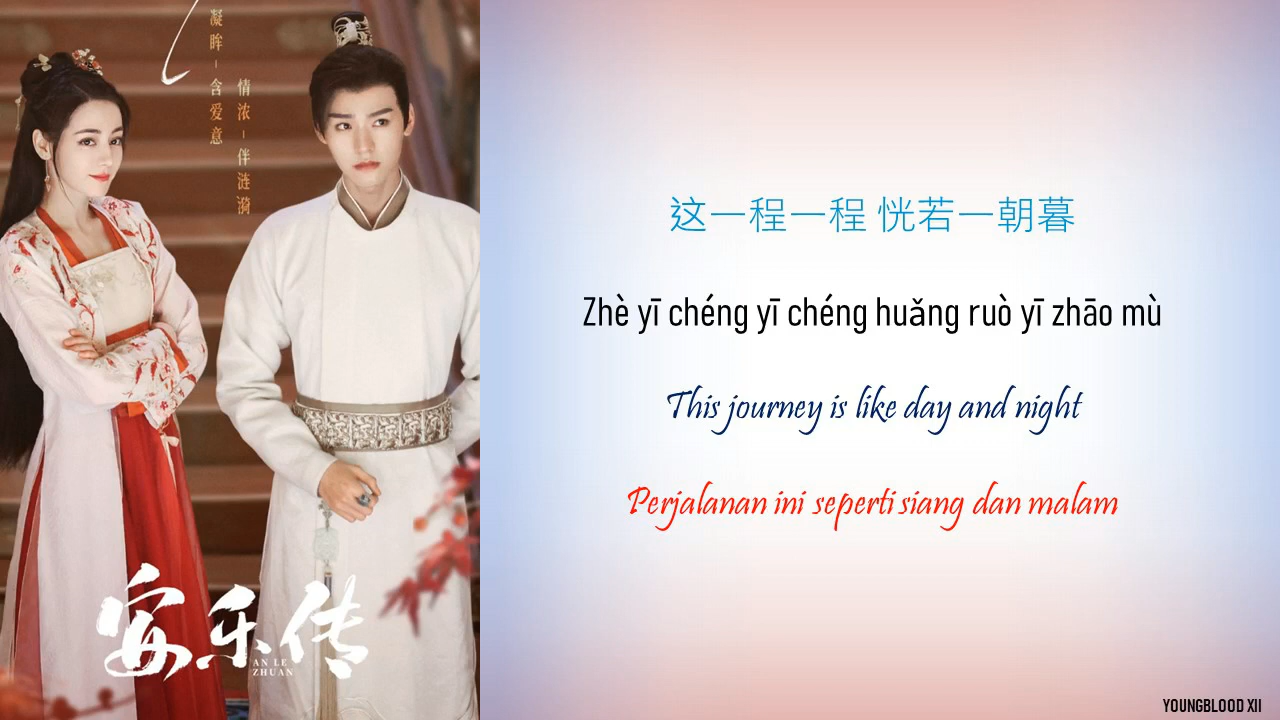 凝眸－含爱意
情浓－伴涟漪
安乐传
AN LE
ZHUAN
这一程一程 恍若一朝暮
Zhè yī chéng yī chéng huǎng ruò yī zhāo mù
This journey is like day and night
Perjalanan ini seperti siang dan malam
YOUNGBLOOD XII